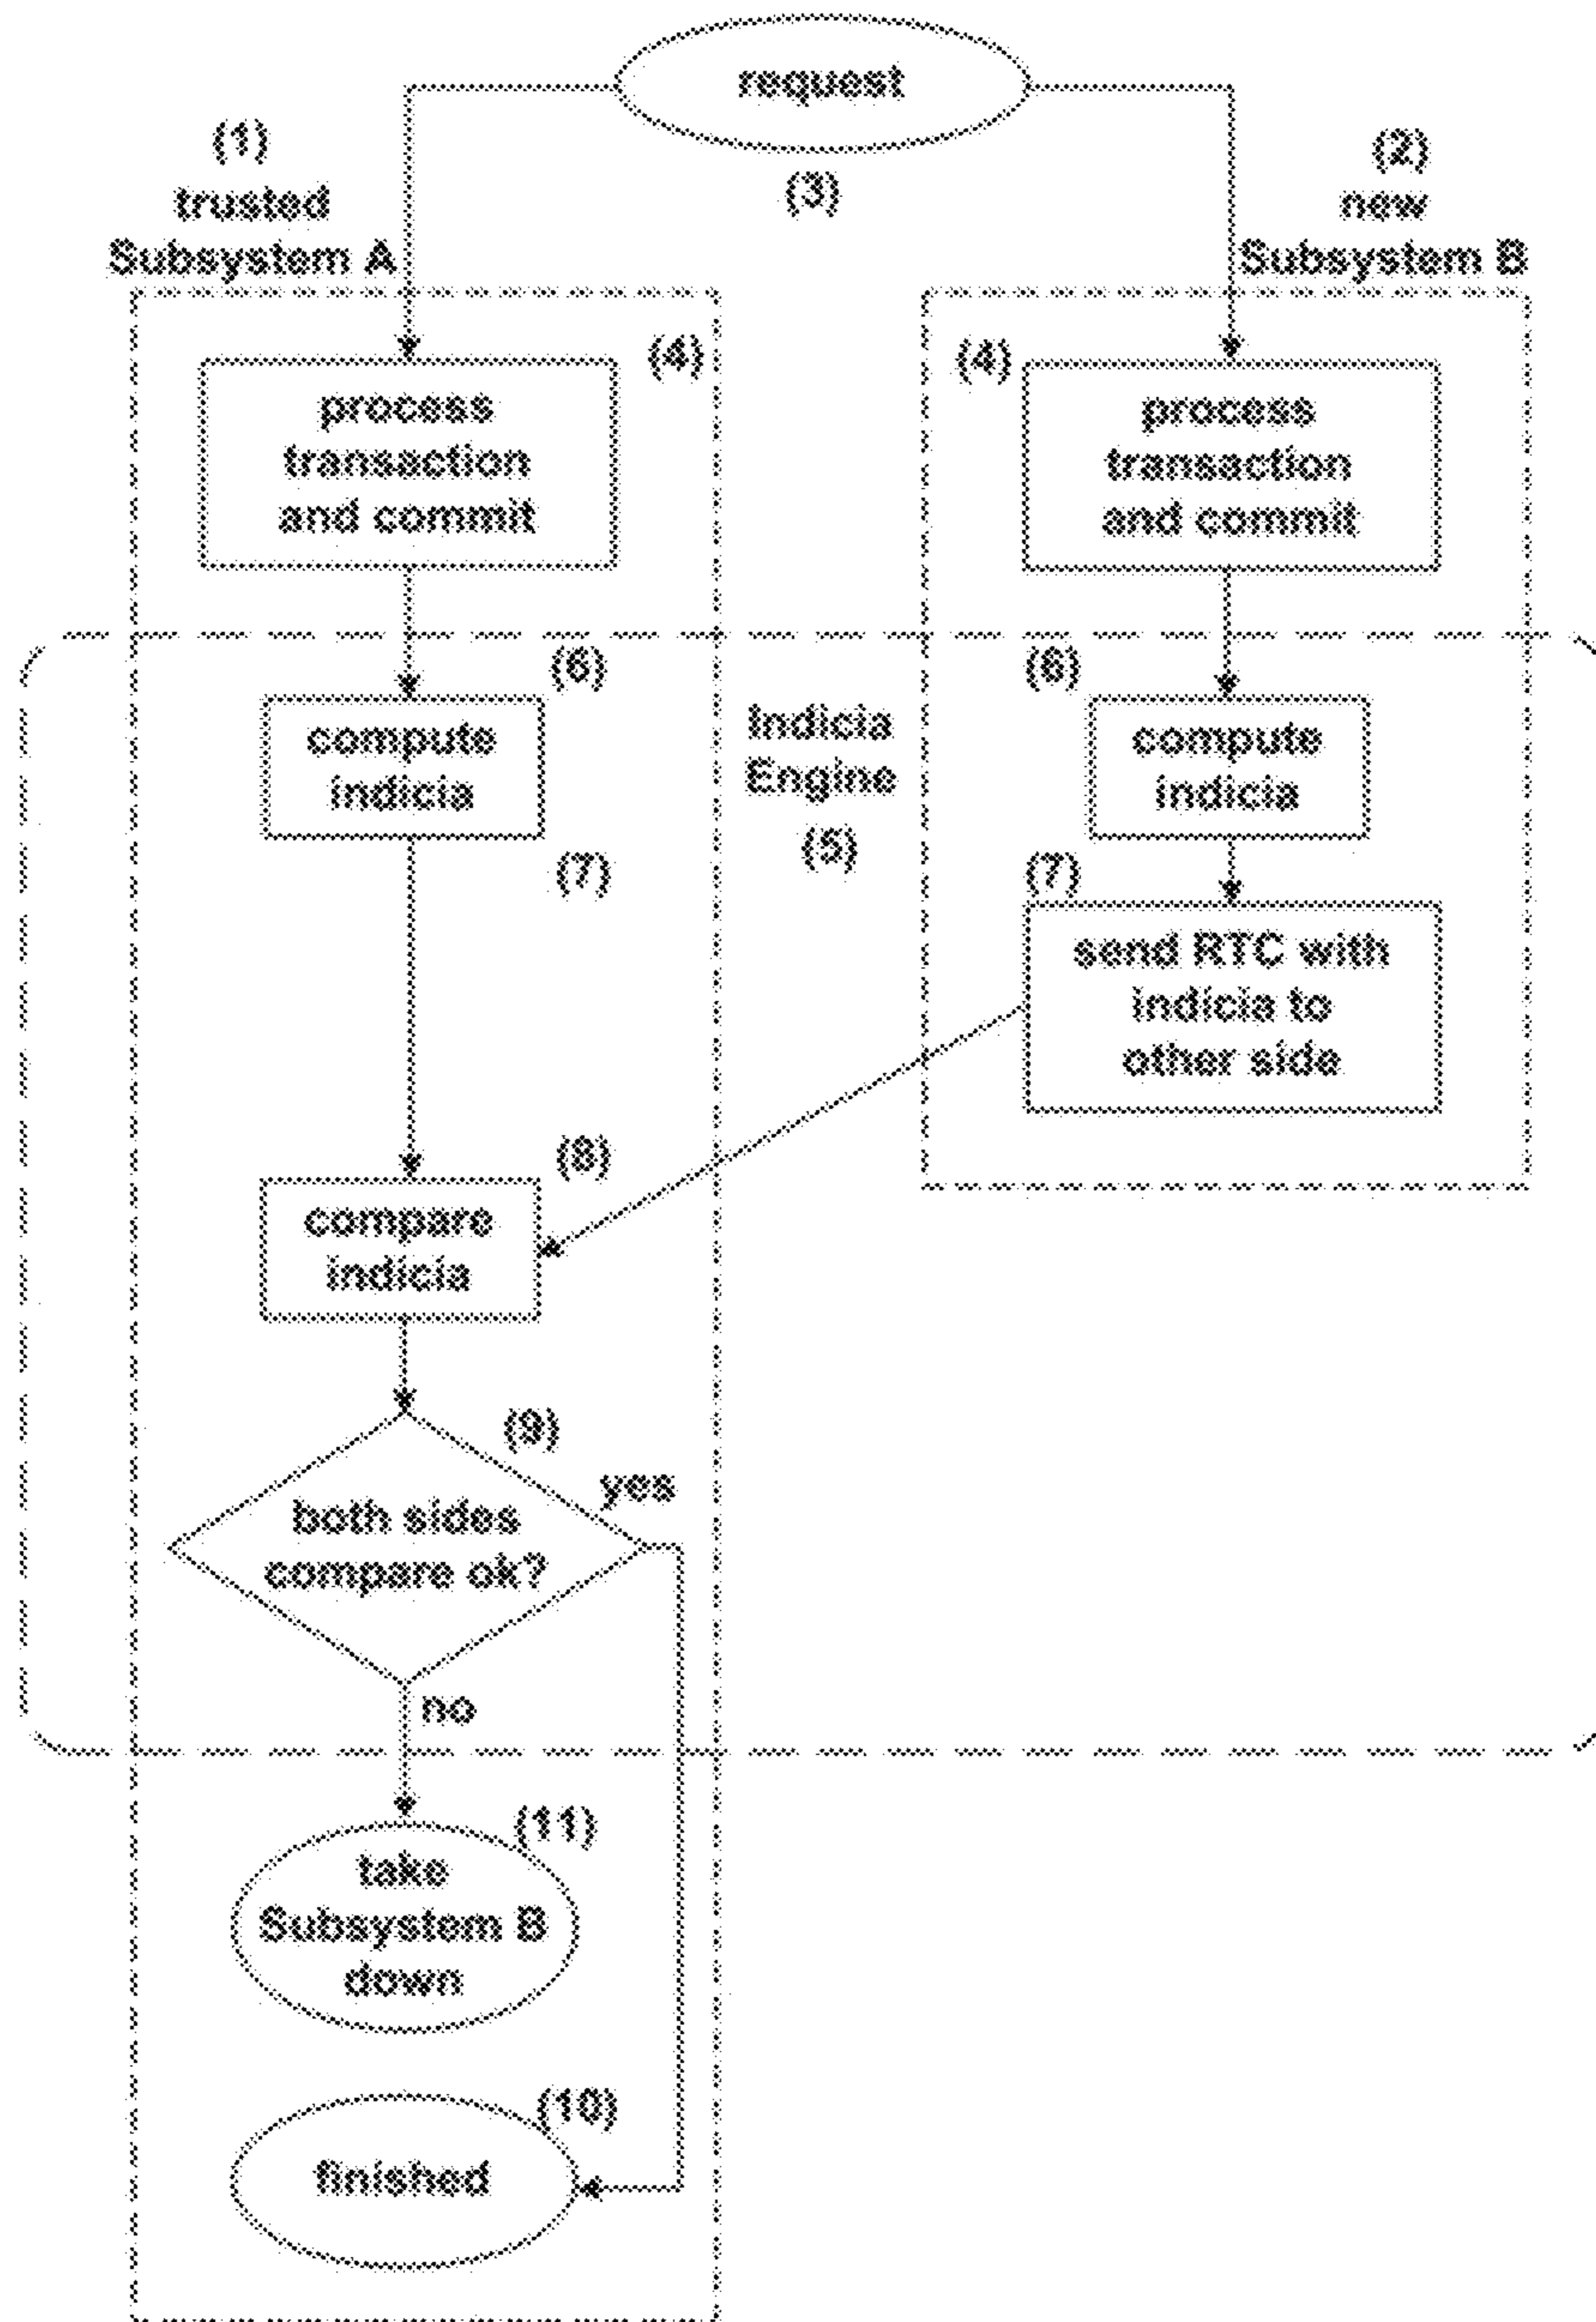 request
(3)
(1)
trusted
Subsystem A
(2)
new
Subsystem B
(4)
process
transaction
and commit
(4)
process
transaction
and commit
(6)
compute
indicia
(7)
Indicia
Engine
(5)
(6)
compute
indicia
(7)
send RTC with
indicia to
other side
(8)
compare
indicia
(9)
yes
both sides
compare ok?
no
(11)
take
Subsystem B
down
(10)
finished